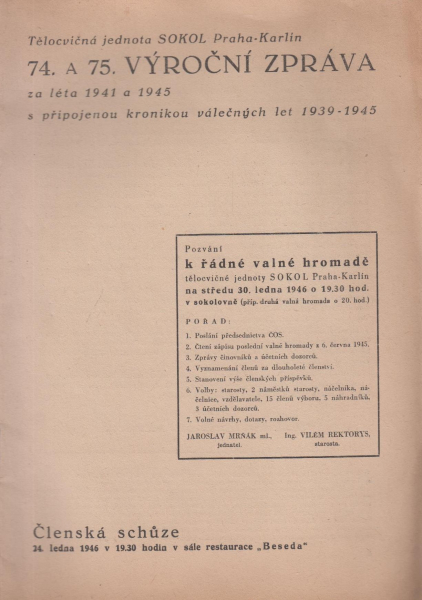 Tělocvičná jednota SOKOL Praha-Karlín
74. A 75. VÝROČNÍ ZPRÁVA
za léta 1941 a 1945
s připojenou kronikou válečných let 1939-1945
Pozvání
k řádné valné hromadě
tělocvičné jednoty SOKOL Praha-Karlín
na středu 30. ledna 1946 o 19.30 hod.
v sokolovně (příp. druhá valná hromada o 20. hod.)
POŘAD:
1. Poslání předsednictva ČOS.
2. Čtení zápisu poslední valné hromady z 6. června 1945.
3. Zprávy činovníků a účetních dozorců.
4. Vyznamenání členů za dlouholeté členství.
5. Stanovení výše členských příspěvků.
6. Volby: starosty, 2 náměstků starosty, náčelníka, ná-
čelnice, vzdělavatele, 15 členů výboru, 5 náhradníků,
3 účetních dozorců.
7. Volné návrhy, dotazy, rozhovor.
JAROSLAV MRŇÁK ml., Ing. VILÉM REKTORYS,
jednatel. starosta.
Členská schůze
24. ledna 1946 v 19.30 hodin v sále restaurace „Beseda"